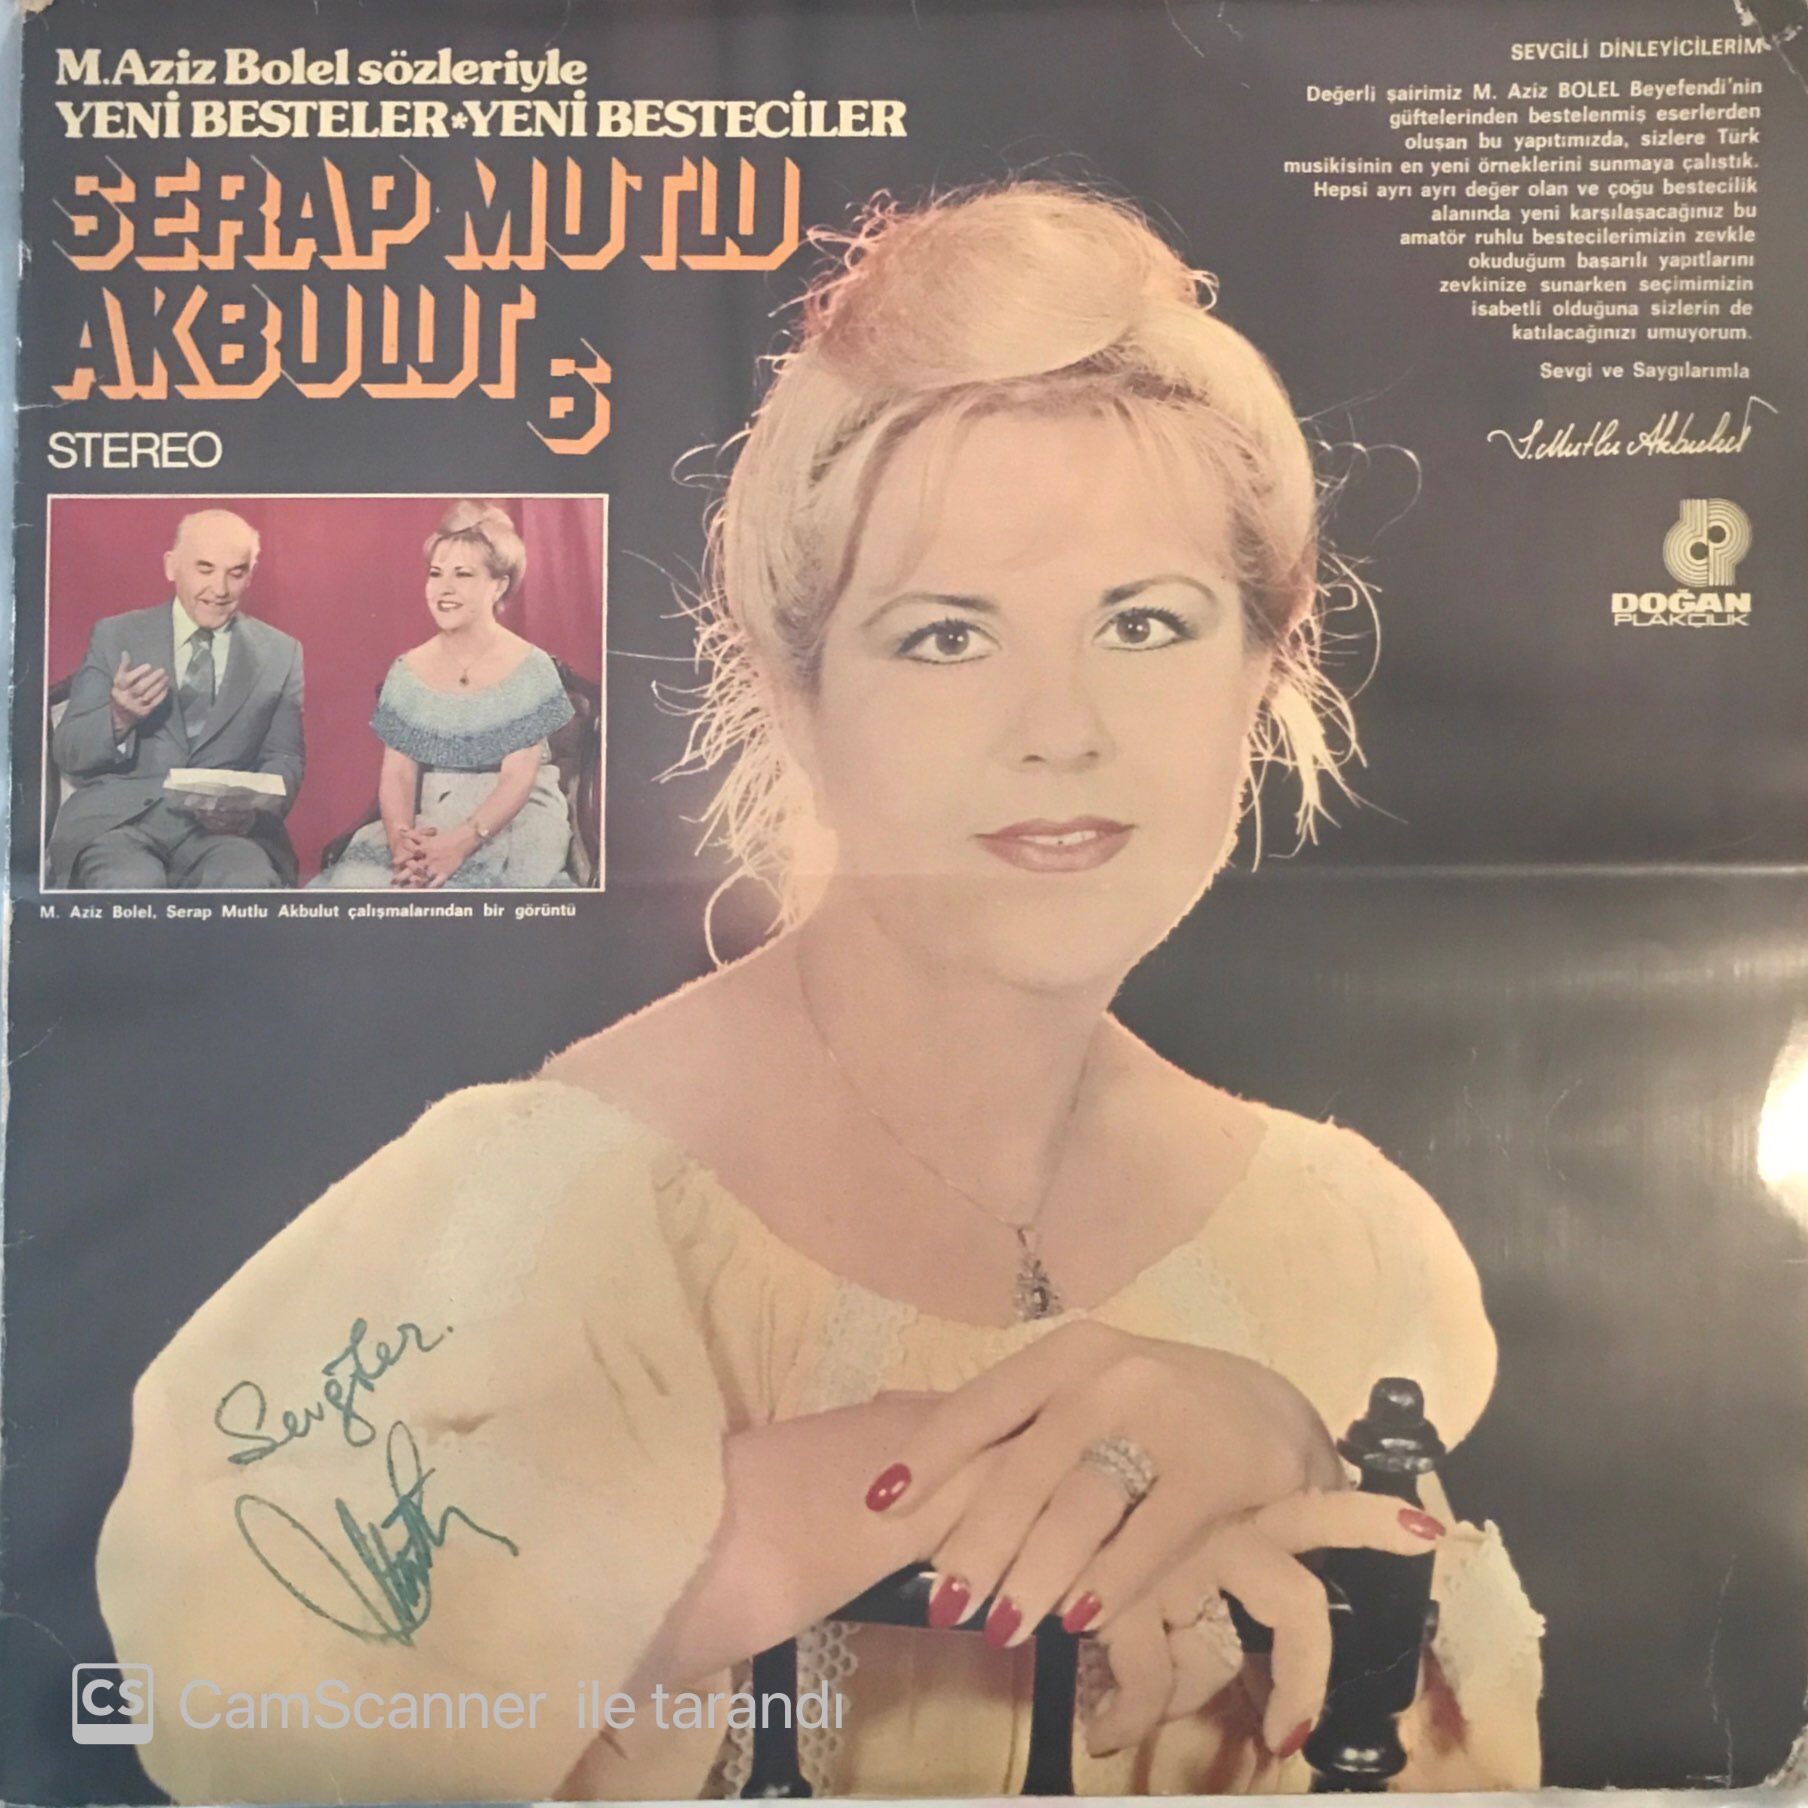 M.Aziz Bolel sözleriyle
YENİ BESTELER*YENİ BESTECİLER
SERAP MUTLU
AKBULUT 6
STEREO
M. Aziz Bolel, Serap Mutlu Akbulut çalışmalarından bir görüntü
SEVGİLİ DİNLEYİCİLERİM
Değerli şairimiz M. Aziz BOLEL Beyefendi'nin
güftelerinden bestelenmiş eserlerden
oluşan bu yapıtımızda, sizlere Türk
musikisinin en yeni örneklerini sunmaya çalıştık.
Hepsi ayrı ayrı değer olan ve çoğu bestecilik
alanında yeni karşılaşacağınız bu
amatör ruhlu bestecilerimizin zevkle
okuduğum başarılı yapıtlarını
zevkinize sunarken seçimimizin
isabetli olduğuna sizlerin de
katılacağınızı umuyorum.
Sevgi ve Saygılarımla
S.Mutlu Akbulut
DOĞAN
PLAKÇILIK
Sevgiler.
CS CamScanner ile tarandı